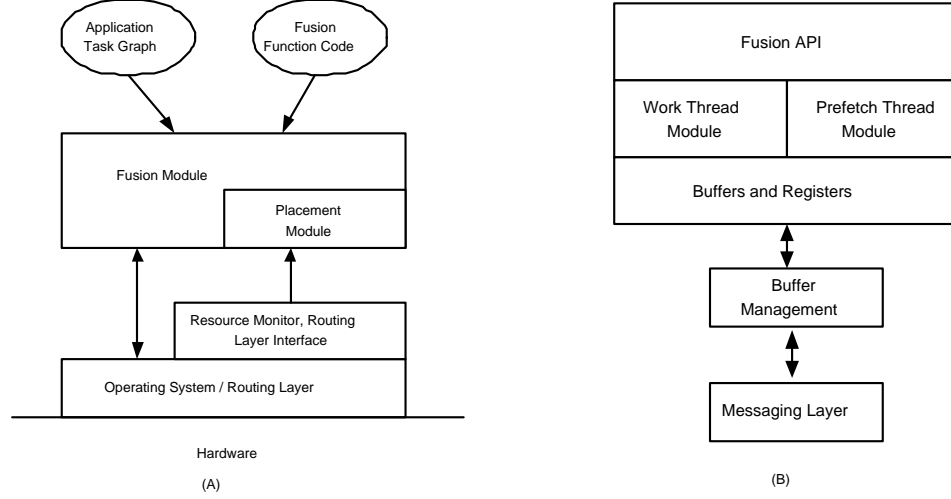 Application
Task Graph
Fusion
Function Code
Fusion Module
Placement
Module
Resource Monitor, Routing
Layer Interface
Operating System / Routing Layer
Hardware
(A)
Fusion API
Work Thread
Module
Prefetch Thread
Module
Buffers and Registers
Buffer
Management
Messaging Layer
(B)